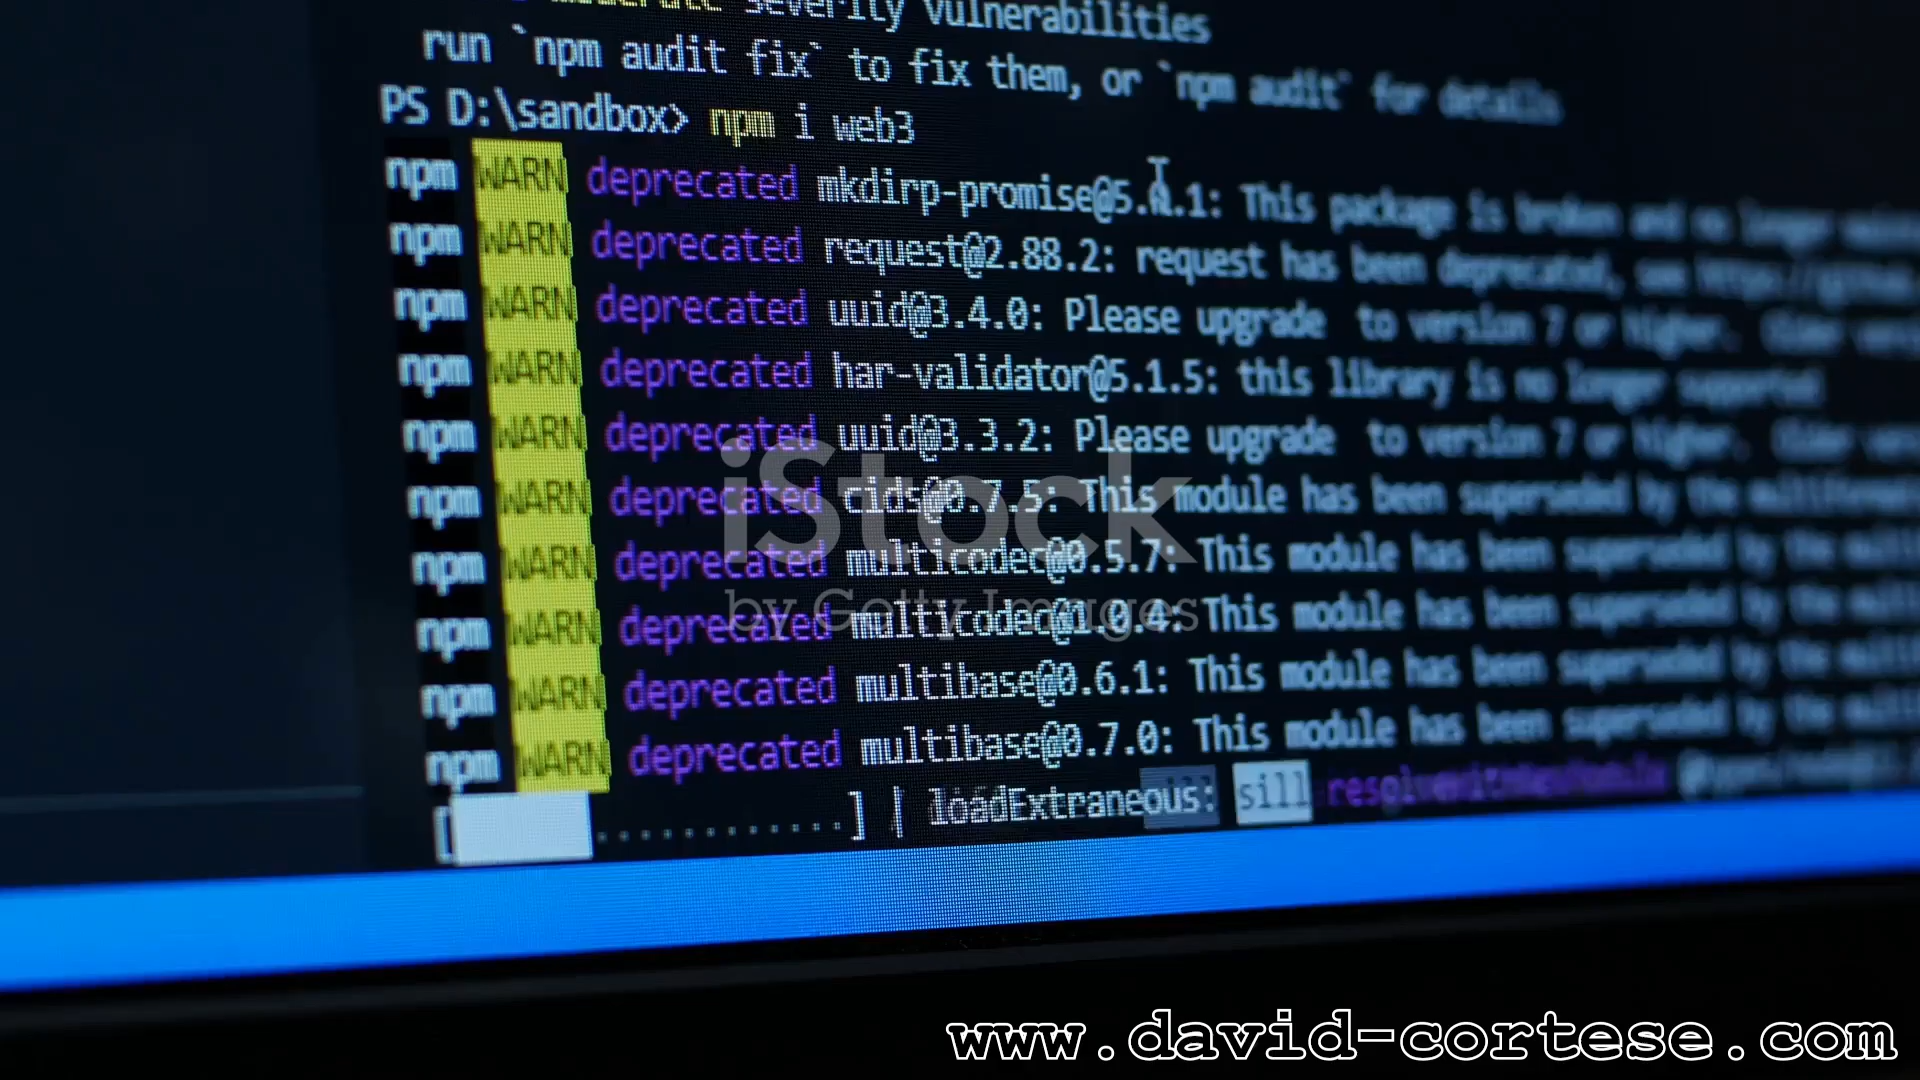 severity vulnerabilities
run `npm audit fix` to fix them, or `npm audit` for details
PS D:\sandbox> npm i web3
npm WARN deprecated mkdirp-promise@5.0.1: This package is broken and no longer
npm WARN deprecated request@2.88.2: request has been deprecated, see https://github.
npm WARN deprecated uuid@3.4.0: Please upgrade  to version 7 or higher.  Older
npm WARN deprecated har-validator@5.1.5: this library is no longer supported
npm WARN deprecated uuid@3.3.2: Please upgrade  to version 7 or higher.  Older
npm WARN deprecated cids@0.7.5: This module has been superseded by the
npm WARN deprecated multicodec@0.5.7: This module has been superseded by the
npm WARN deprecated multicodec@1.0.4: This module has been superseded by the
npm WARN deprecated multibase@0.6.1: This module has been superseded by the
npm WARN deprecated multibase@0.7.0: This module has been superseded by the
[ ............] | loadExtraneous: sill
iStock
by Getty Images
www.david-cortese.com